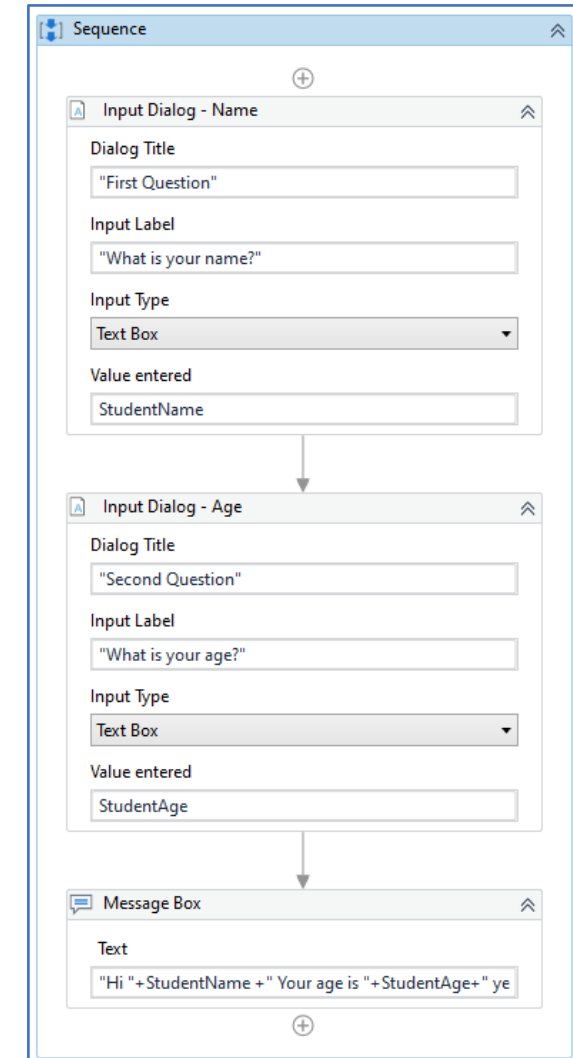 Sequence
Input Dialog - Name
Dialog Title
"First Question"
Input Label
"What is your name?"
Input Type
Text Box
Value entered
StudentName
Input Dialog - Age
Dialog Title
"Second Question"
Input Label
"What is your age?"
Input Type
Text Box
Value entered
StudentAge
Message Box
Text
"Hi "+StudentName +" Your age is "+StudentAge+" ye